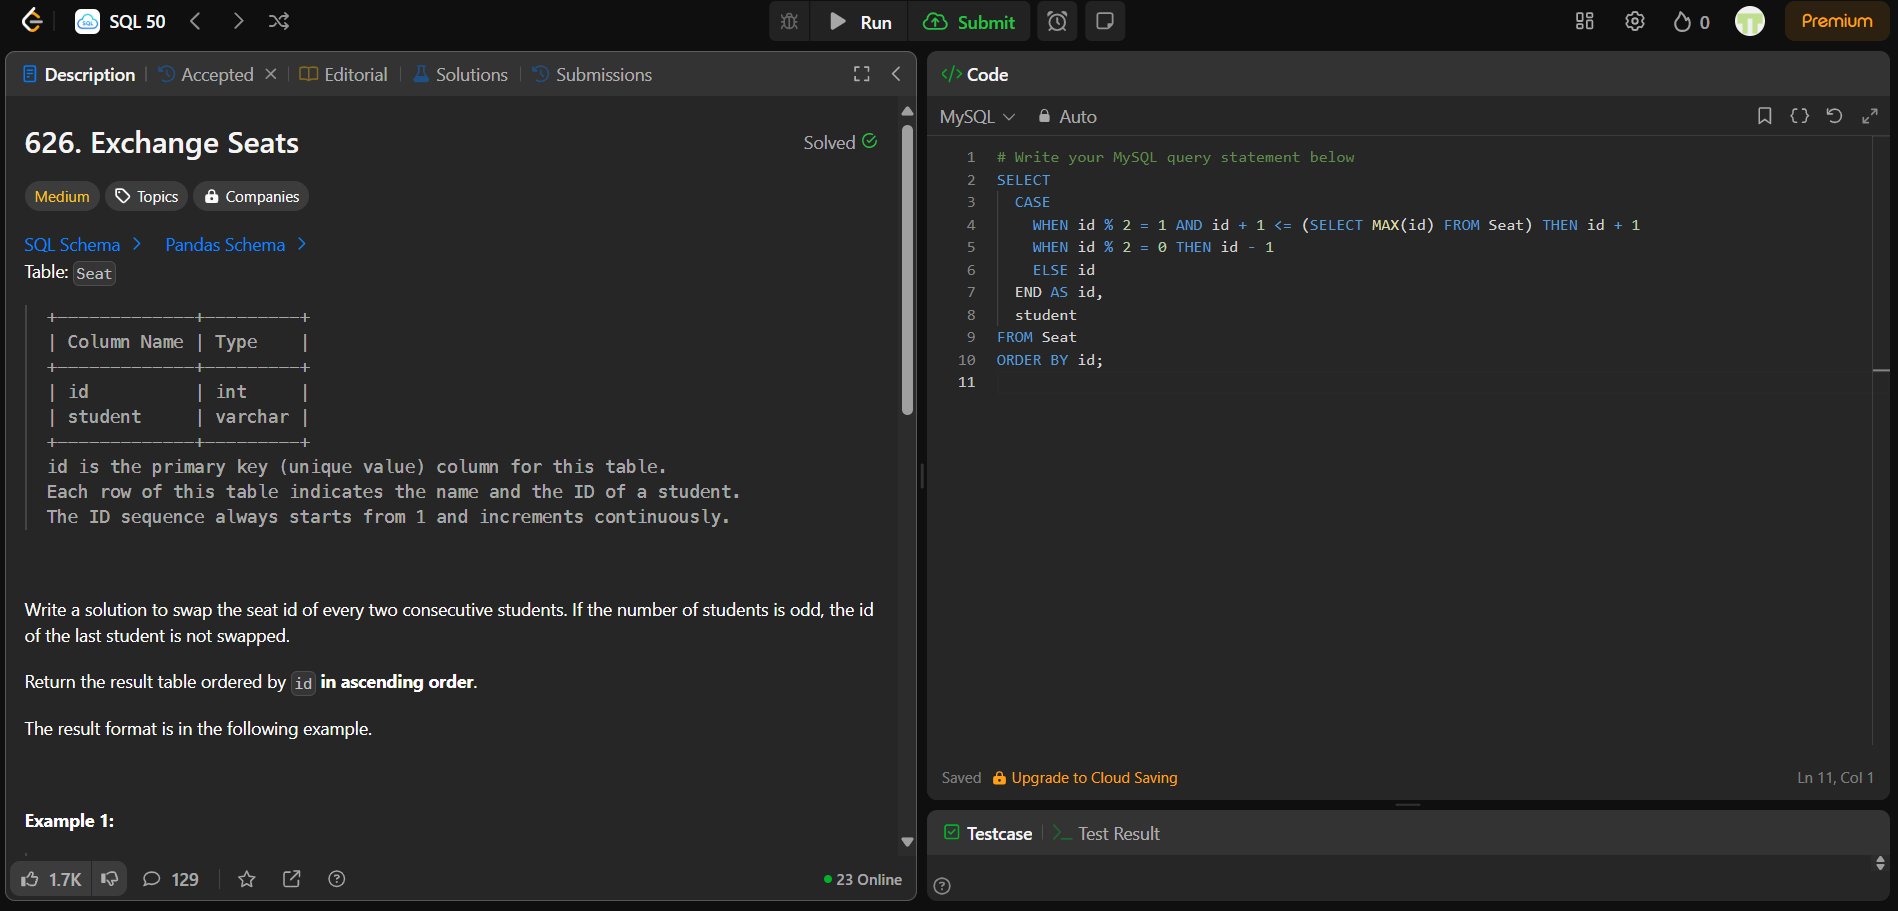 SQL 50
Run
Submit
0
Premium
Description
Accepted
Editorial
Solutions
Submissions
626. Exchange Seats
Solved
Medium
Topics
Companies
SQL Schema
Pandas Schema
Table: Seat
+-------------+---------+
| Column Name | Type    |
+-------------+---------+
| id          | int     |
| student     | varchar |
+-------------+---------+
id is the primary key (unique value) column for this table.
Each row of this table indicates the name and the ID of a student.
The ID sequence always starts from 1 and increments continuously.
Write a solution to swap the seat id of every two consecutive students. If the number of students is odd, the id
of the last student is not swapped.
Return the result table ordered by id in ascending order.
The result format is in the following example.
Example 1:
1.7K
129
23 Online
</> Code
MySQL
Auto
1 # Write your MySQL query statement below
2 SELECT
3   CASE
4     WHEN id % 2 = 1 AND id + 1 <= (SELECT MAX(id) FROM Seat) THEN id + 1
5     WHEN id % 2 = 0 THEN id - 1
6     ELSE id
7   END AS id,
8   student
9 FROM Seat
10 ORDER BY id;
11
Saved
Upgrade to Cloud Saving
Ln 11, Col 1
Testcase
Test Result